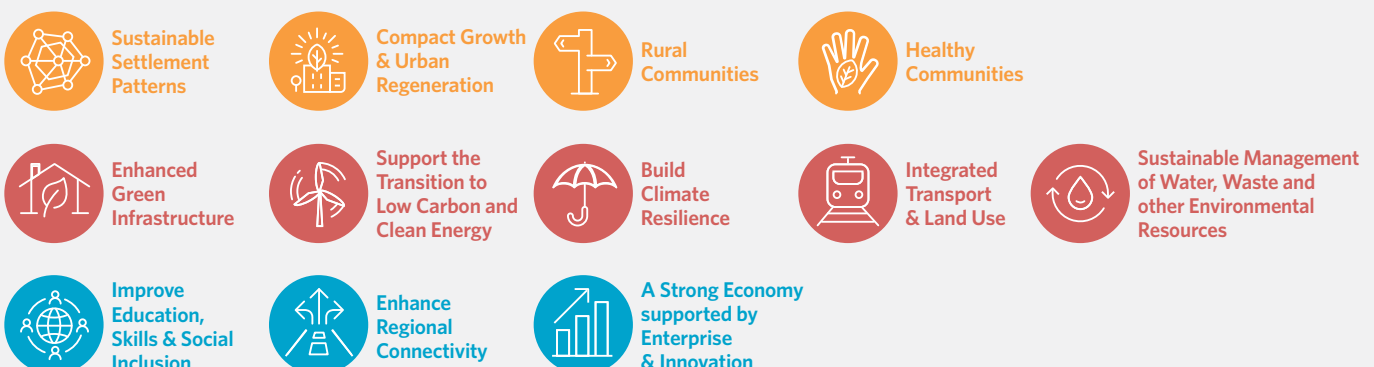 Sustainable
Settlement
Patterns
Compact Growth
& Urban
Regeneration
Rural
Communities
Healthy
Communities
Enhanced
Green
Infrastructure
Support the
Transition to
Low Carbon and
Clean Energy
Build
Climate
Resilience
Integrated
Transport
& Land Use
Sustainable Management
of Water, Waste and
other Environmental
Resources
Improve
Education,
Skills & Social
Inclusion
Enhance
Regional
Connectivity
A Strong Economy
supported by
Enterprise
& Innovation